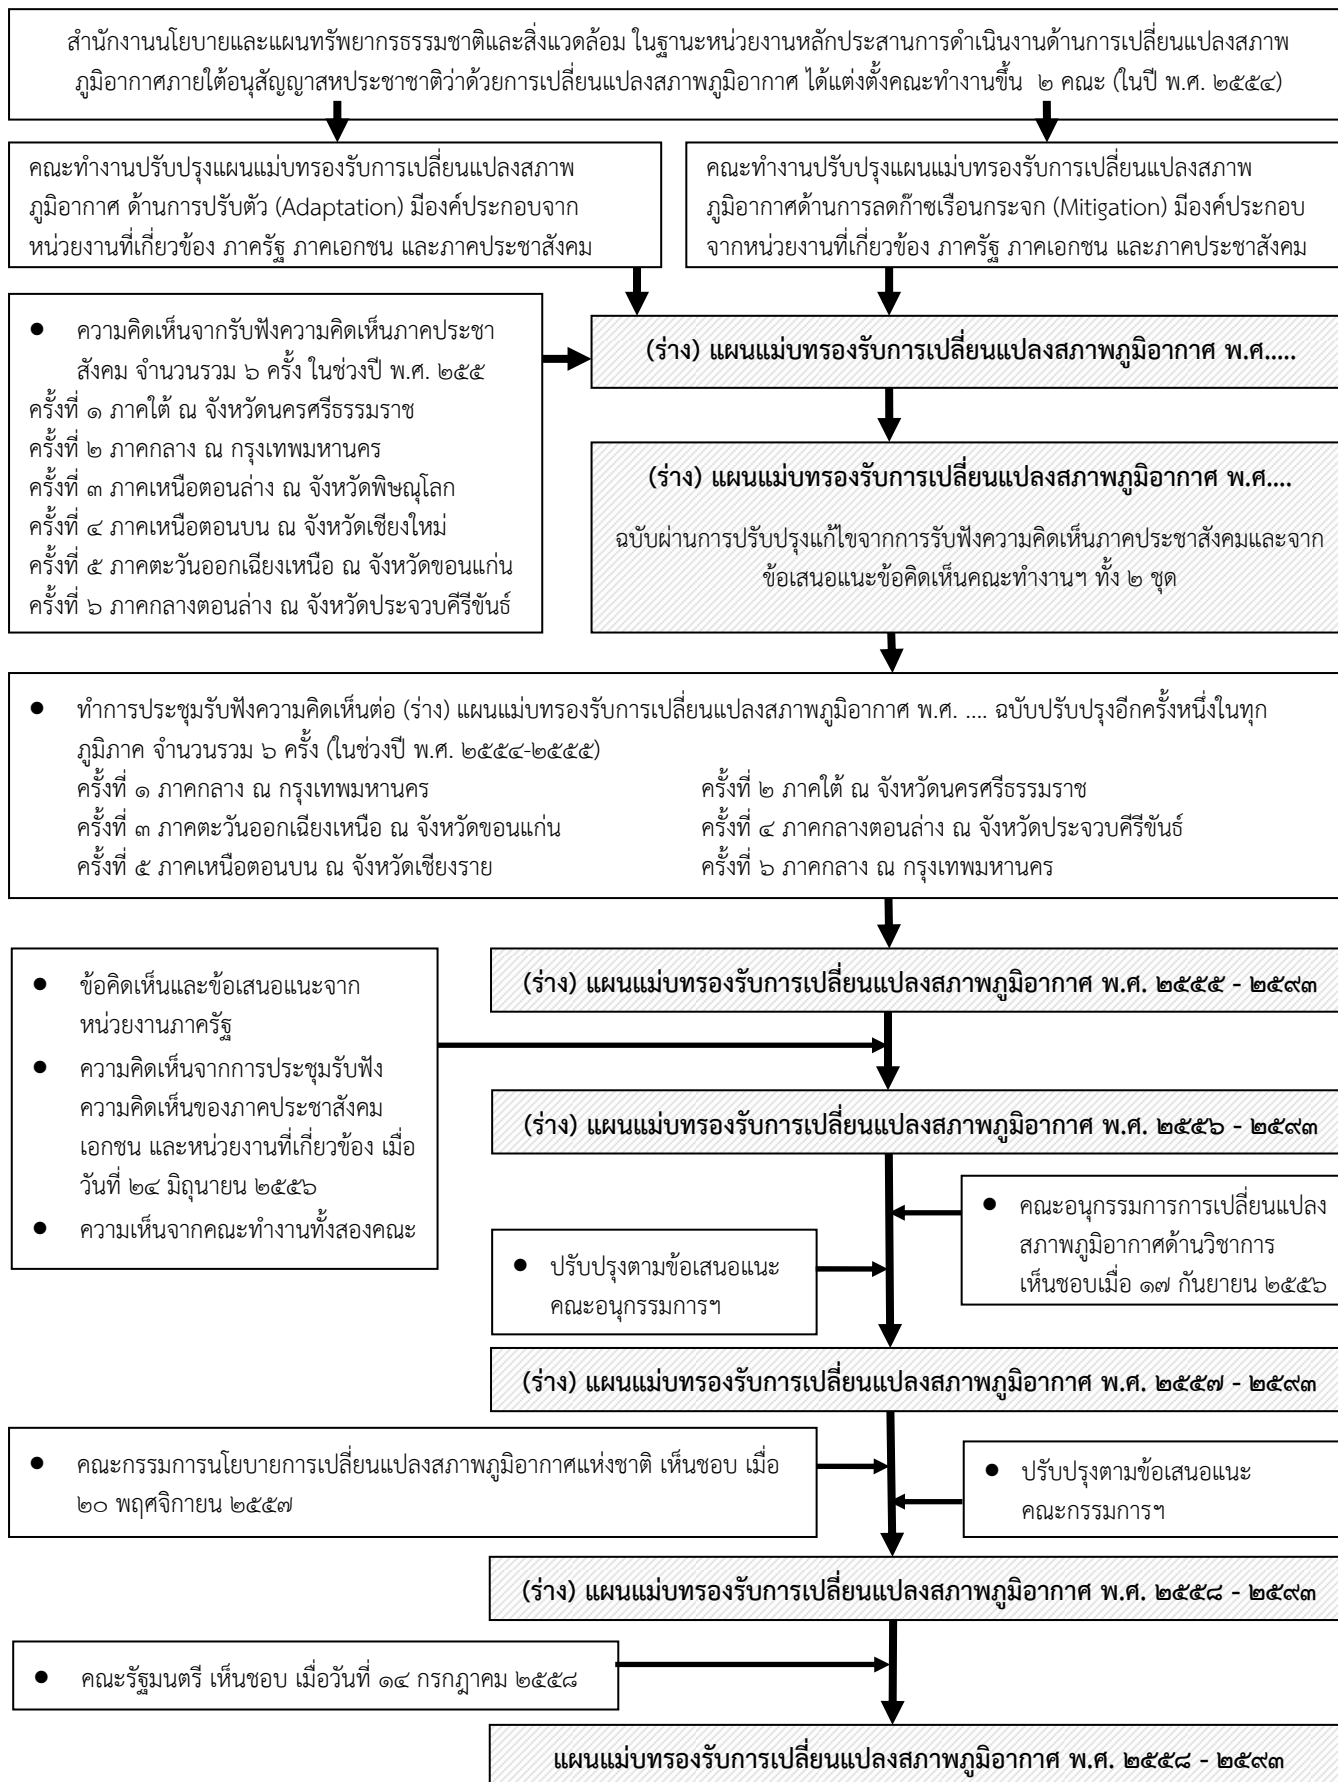 สำนักงานนโยบายและแผนทรัพยากรธรรมชาติและสิ่งแวดล้อม ในฐานะหน่วยงานหลักประสานการดำเนินงานด้านการเปลี่ยนแปลงสภาพ
ภูมิอากาศภายใต้อนุสัญญาสหประชาชาติว่าด้วยการเปลี่ยนแปลงสภาพภูมิอากาศ ได้แต่งตั้งคณะทำงานขึ้น ๒ คณะ (ในปี พ.ศ. ๒๕๕๔)
คณะทำงานปรับปรุงแผนแม่บทรองรับการเปลี่ยนแปลงสภาพ
ภูมิอากาศ ด้านการปรับตัว (Adaptation) มีองค์ประกอบจาก
หน่วยงานที่เกี่ยวข้อง ภาครัฐ ภาคเอกชน และภาคประชาสังคม
คณะทำงานปรับปรุงแผนแม่บทรองรับการเปลี่ยนแปลงสภาพ
ภูมิอากาศด้านการลดก๊าซเรือนกระจก (Mitigation) มีองค์ประกอบ
จากหน่วยงานที่เกี่ยวข้อง ภาครัฐ ภาคเอกชน และภาคประชาสังคม
● ความคิดเห็นจากรับฟังความคิดเห็นภาคประชา
สังคม จำนวนรวม ๖ ครั้ง ในช่วงปี พ.ศ. ๒๕๕
ครั้งที่ ๑ ภาคใต้ ณ จังหวัดนครศรีธรรมราช
ครั้งที่ ๒ ภาคกลาง ณ กรุงเทพมหานคร
ครั้งที่ ๓ ภาคเหนือตอนล่าง ณ จังหวัดพิษณุโลก
ครั้งที่ ๔ ภาคเหนือตอนบน ณ จังหวัดเชียงใหม่
ครั้งที่ ๕ ภาคตะวันออกเฉียงเหนือ ณ จังหวัดขอนแก่น
ครั้งที่ ๖ ภาคกลางตอนล่าง ณ จังหวัดประจวบคีรีขันธ์
(ร่าง) แผนแม่บทรองรับการเปลี่ยนแปลงสภาพภูมิอากาศ พ.ศ.....
(ร่าง) แผนแม่บทรองรับการเปลี่ยนแปลงสภาพภูมิอากาศ พ.ศ....
ฉบับผ่านการปรับปรุงแก้ไขจากการรับฟังความคิดเห็นภาคประชาสังคมและจาก
ข้อเสนอแนะข้อคิดเห็นคณะทำงานฯ ทั้ง ๒ ชุด
● ทำการประชุมรับฟังความคิดเห็นต่อ (ร่าง) แผนแม่บทรองรับการเปลี่ยนแปลงสภาพภูมิอากาศ พ.ศ. .... ฉบับปรับปรุงอีกครั้งหนึ่งในทุก
ภูมิภาค จำนวนรวม ๖ ครั้ง (ในช่วงปี พ.ศ. ๒๕๕๔-๒๕๕๕)
ครั้งที่ ๑ ภาคกลาง ณ กรุงเทพมหานคร ครั้งที่ ๒ ภาคใต้ ณ จังหวัดนครศรีธรรมราช
ครั้งที่ ๓ ภาคตะวันออกเฉียงเหนือ ณ จังหวัดขอนแก่น ครั้งที่ ๔ ภาคกลางตอนล่าง ณ จังหวัดประจวบคีรีขันธ์
ครั้งที่ ๕ ภาคเหนือตอนบน ณ จังหวัดเชียงราย ครั้งที่ ๖ ภาคกลาง ณ กรุงเทพมหานคร
(ร่าง) แผนแม่บทรองรับการเปลี่ยนแปลงสภาพภูมิอากาศ พ.ศ. ๒๕๕๕ - ๒๕๙๓
● ข้อคิดเห็นและข้อเสนอแนะจาก
หน่วยงานภาครัฐ
● ความคิดเห็นจากการประชุมรับฟัง
ความคิดเห็นของภาคประชาสังคม
เอกชน และหน่วยงานที่เกี่ยวข้อง เมื่อ
วันที่ ๒๔ มิถุนายน ๒๕๕๖
● ความเห็นจากคณะทำงานทั้งสองคณะ
(ร่าง) แผนแม่บทรองรับการเปลี่ยนแปลงสภาพภูมิอากาศ พ.ศ. ๒๕๕๖ - ๒๕๙๓
● คณะอนุกรรมการการเปลี่ยนแปลง
สภาพภูมิอากาศด้านวิชาการ
เห็นชอบเมื่อ ๑๗ กันยายน ๒๕๕๖
● ปรับปรุงตามข้อเสนอแนะ
คณะอนุกรรมการฯ
(ร่าง) แผนแม่บทรองรับการเปลี่ยนแปลงสภาพภูมิอากาศ พ.ศ. ๒๕๕๗ - ๒๕๙๓
● คณะกรรมการนโยบายการเปลี่ยนแปลงสภาพภูมิอากาศแห่งชาติ เห็นชอบ เมื่อ
๒๐ พฤศจิกายน ๒๕๕๗
● ปรับปรุงตามข้อเสนอแนะ
คณะกรรมการฯ
(ร่าง) แผนแม่บทรองรับการเปลี่ยนแปลงสภาพภูมิอากาศ พ.ศ. ๒๕๕๘ - ๒๕๙๓
● คณะรัฐมนตรี เห็นชอบ เมื่อวันที่ ๑๔ กรกฎาคม ๒๕๕๘
แผนแม่บทรองรับการเปลี่ยนแปลงสภาพภูมิอากาศ พ.ศ. ๒๕๕๘ - ๒๕๙๓